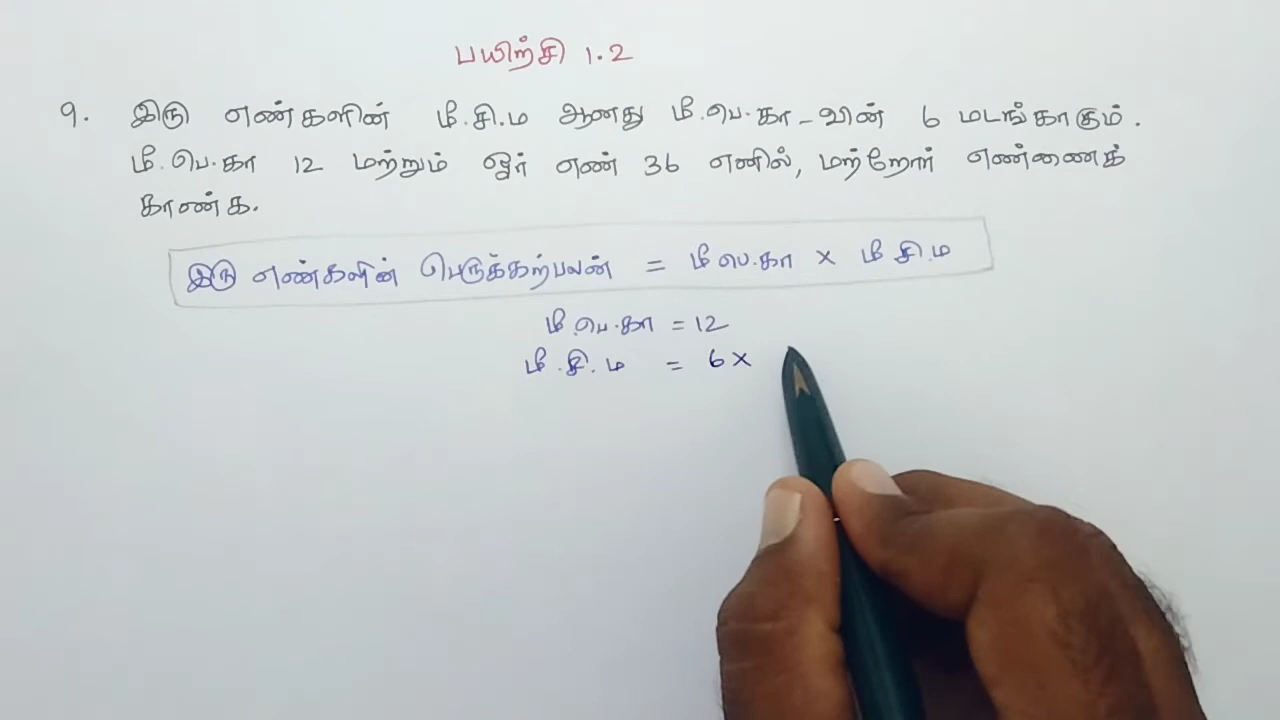 பயிற்சி 1.2
9. இரு எண்களின் மீ.சி.ம ஆனது மீ.பெ.கா-வின் 6 மடங்காகும்.
மீ.பெ.கா 12 மற்றும் ஓர் எண் 36 எனில், மற்றோர் எண்ணைக்
காண்க.
இரு எண்களின் பெருக்கற்பலன் = மீ பெ.கா × மீ சி.ம
மீ.பெ.கா = 12
மீ.சி.ம = 6 ×